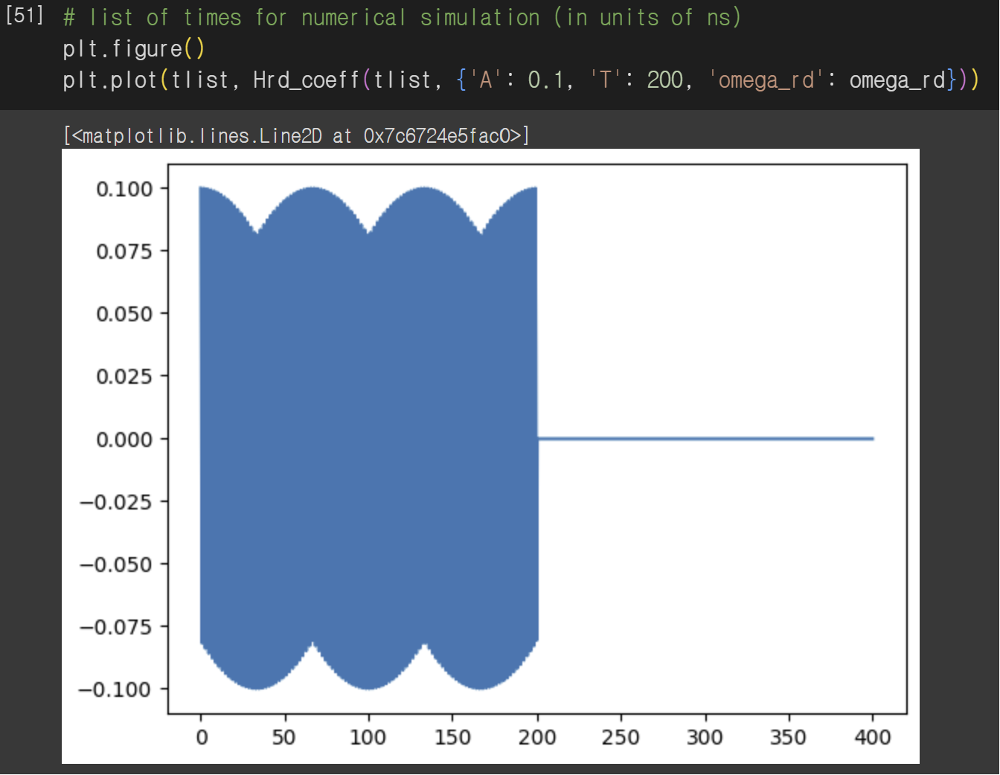 [51] # list of times for numerical simulation (in units of ns)
plt.figure()
plt.plot(tlist, Hrd_coeff(tlist, {'A': 0.1, 'T': 200, 'omega_rd': omega_rd}))
[<matplotlib.lines.Line2D at 0x7c6724e5fac0>]
0.100
0.075
0.050
0.025
0.000
−0.025
−0.050
−0.075
−0.100
0 50 100 150 200 250 300 350 400